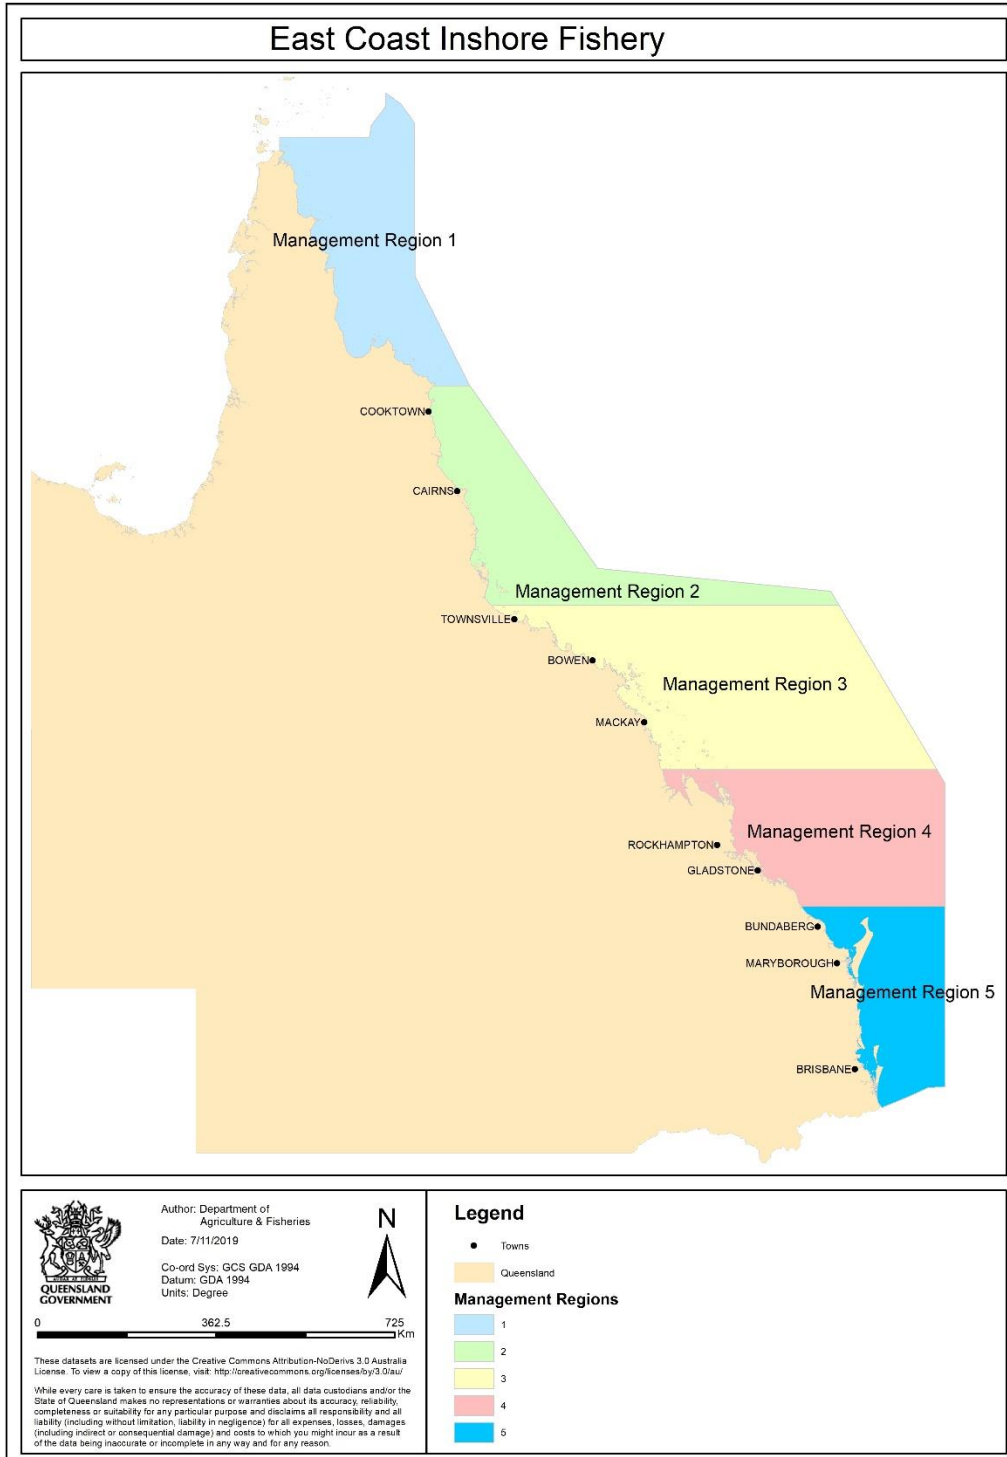 East Coast Inshore Fishery
Management Region 1
COOKTOWN
CAIRNS
Management Region 2
TOWNSVILLE
BOWEN
Management Region 3
MACKAY
Management Region 4
ROCKHAMPTON
GLADSTONE
BUNDABERG
MARYBOROUGH
Management Region 5
BRISBANE
QUEENSLAND
GOVERNMENT
Author: Department of
Agriculture & Fisheries
Date: 7/11/2019
Co-ord Sys: GCS GDA 1994
Datum: GDA 1994
Units: Degree
N
0 362.5 725
Km
These datasets are licensed under the Creative Commons Attribution-NoDerivs 3.0 Australia
License. To view a copy of this license, visit: http://creativecommons.org/licenses/by/3.0/au/
While every care is taken to ensure the accuracy of these data, all data custodians and/or the
State of Queensland makes no representations or warranties about its accuracy, reliability,
completeness or suitability for any particular purpose and disclaims all responsibility and all
liability (including without limitation, liability in negligence) for all expenses, losses, damages
(including indirect or consequential damage) and costs to which you might incur as a result
of the data being inaccurate or incomplete in any way and for any reason.
Legend
Towns
Queensland
Management Regions
1
2
3
4
5